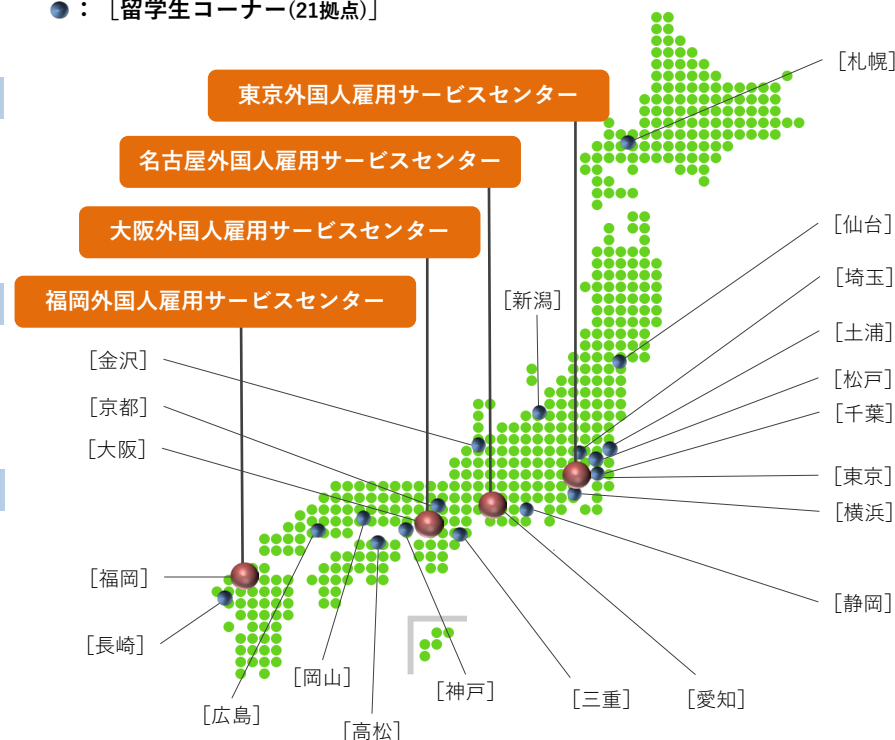 ：［留学生コーナー(21拠点)］
東京外国人雇用サービスセンター
名古屋外国人雇用サービスセンター
大阪外国人雇用サービスセンター
福岡外国人雇用サービスセンター
［札幌］
［仙台］
［埼玉］
［新潟］
［土浦］
［金沢］
［松戸］
［京都］
［千葉］
［大阪］
［東京］
［横浜］
［福岡］
［静岡］
［長崎］
［岡山］
［神戸］
［三重］
［愛知］
［広島］
［高松］